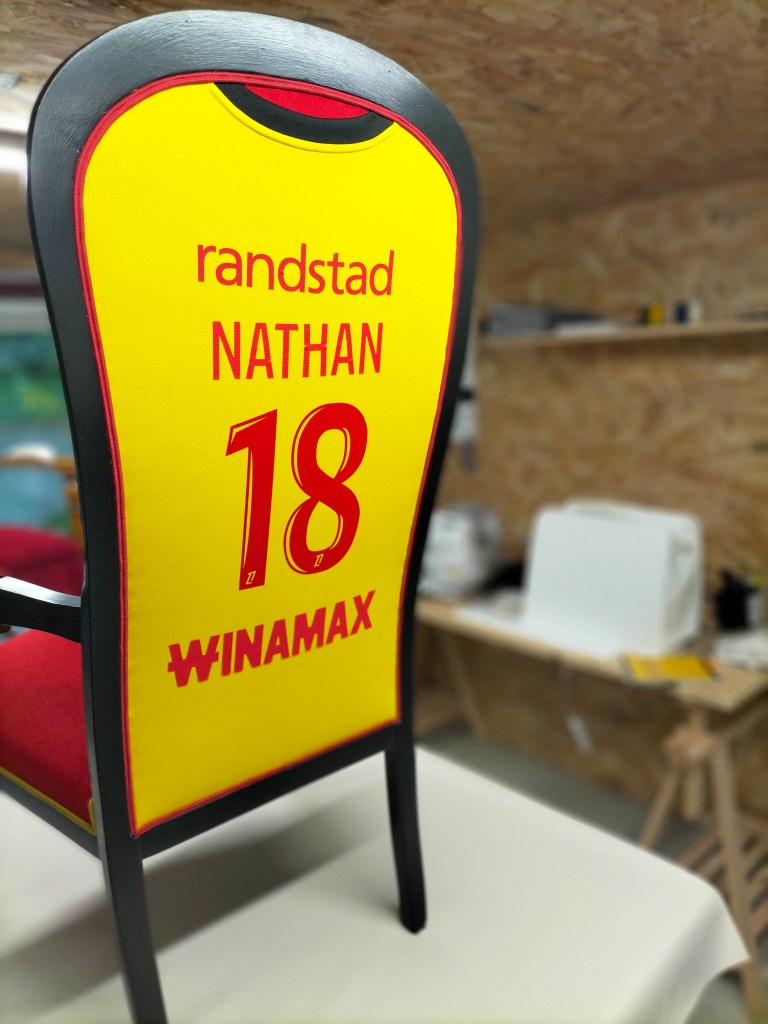 randstad
NATHAN
18
WINAMAX